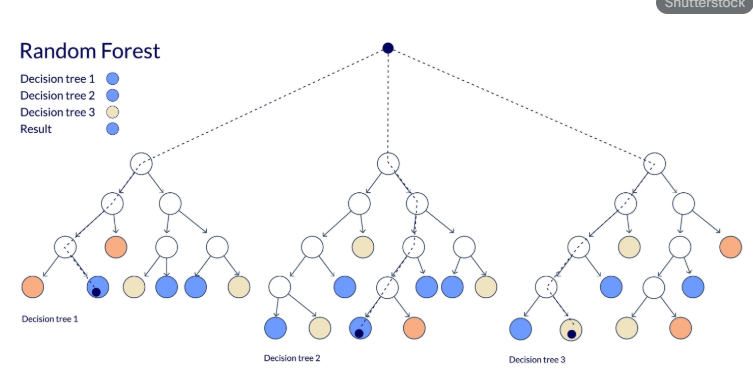 Shutterstock
Random Forest
Decision tree 1
Decision tree 2
Decision tree 3
Result
Decision tree 1
Decision tree 2
Decision tree 3